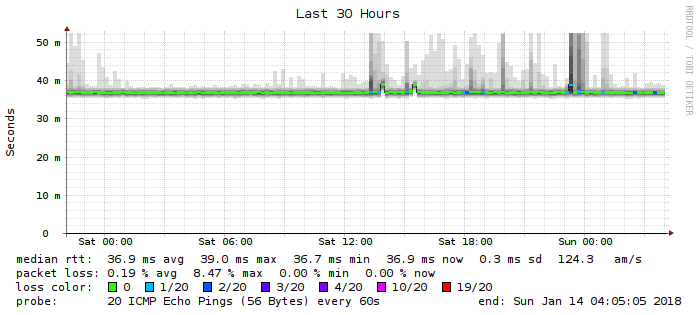 Last 30 Hours
RRDTOOL / TOBI OETIKER
Seconds
50 m
40 m
30 m
20 m
10 m
0
Sat 00:00 Sat 06:00 Sat 12:00 Sat 18:00 Sun 00:00
median rtt: 36.9 ms avg 39.0 ms max 36.7 ms min 36.9 ms now 0.3 ms sd 124.3 am/s
packet loss: 0.19 % avg 8.47 % max 0.00 % min 0.00 % now
loss color: 0 1/20 2/20 3/20 4/20 10/20 19/20
probe: 20 ICMP Echo Pings (56 Bytes) every 60s end: Sun Jan 14 04:05:05 2018